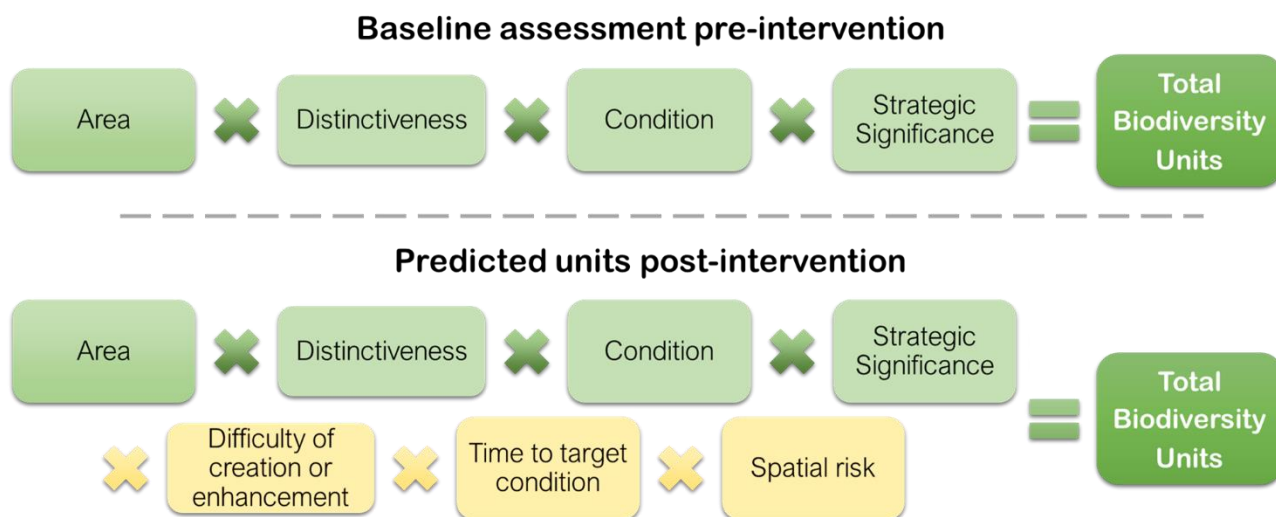 Baseline assessment pre-intervention
Area
Distinctiveness
Condition
Strategic
Significance
Total
Biodiversity
Units
Predicted units post-intervention
Area
Distinctiveness
Condition
Strategic
Significance
Difficulty of
creation or
enhancement
Time to target
condition
Spatial risk
Total
Biodiversity
Units